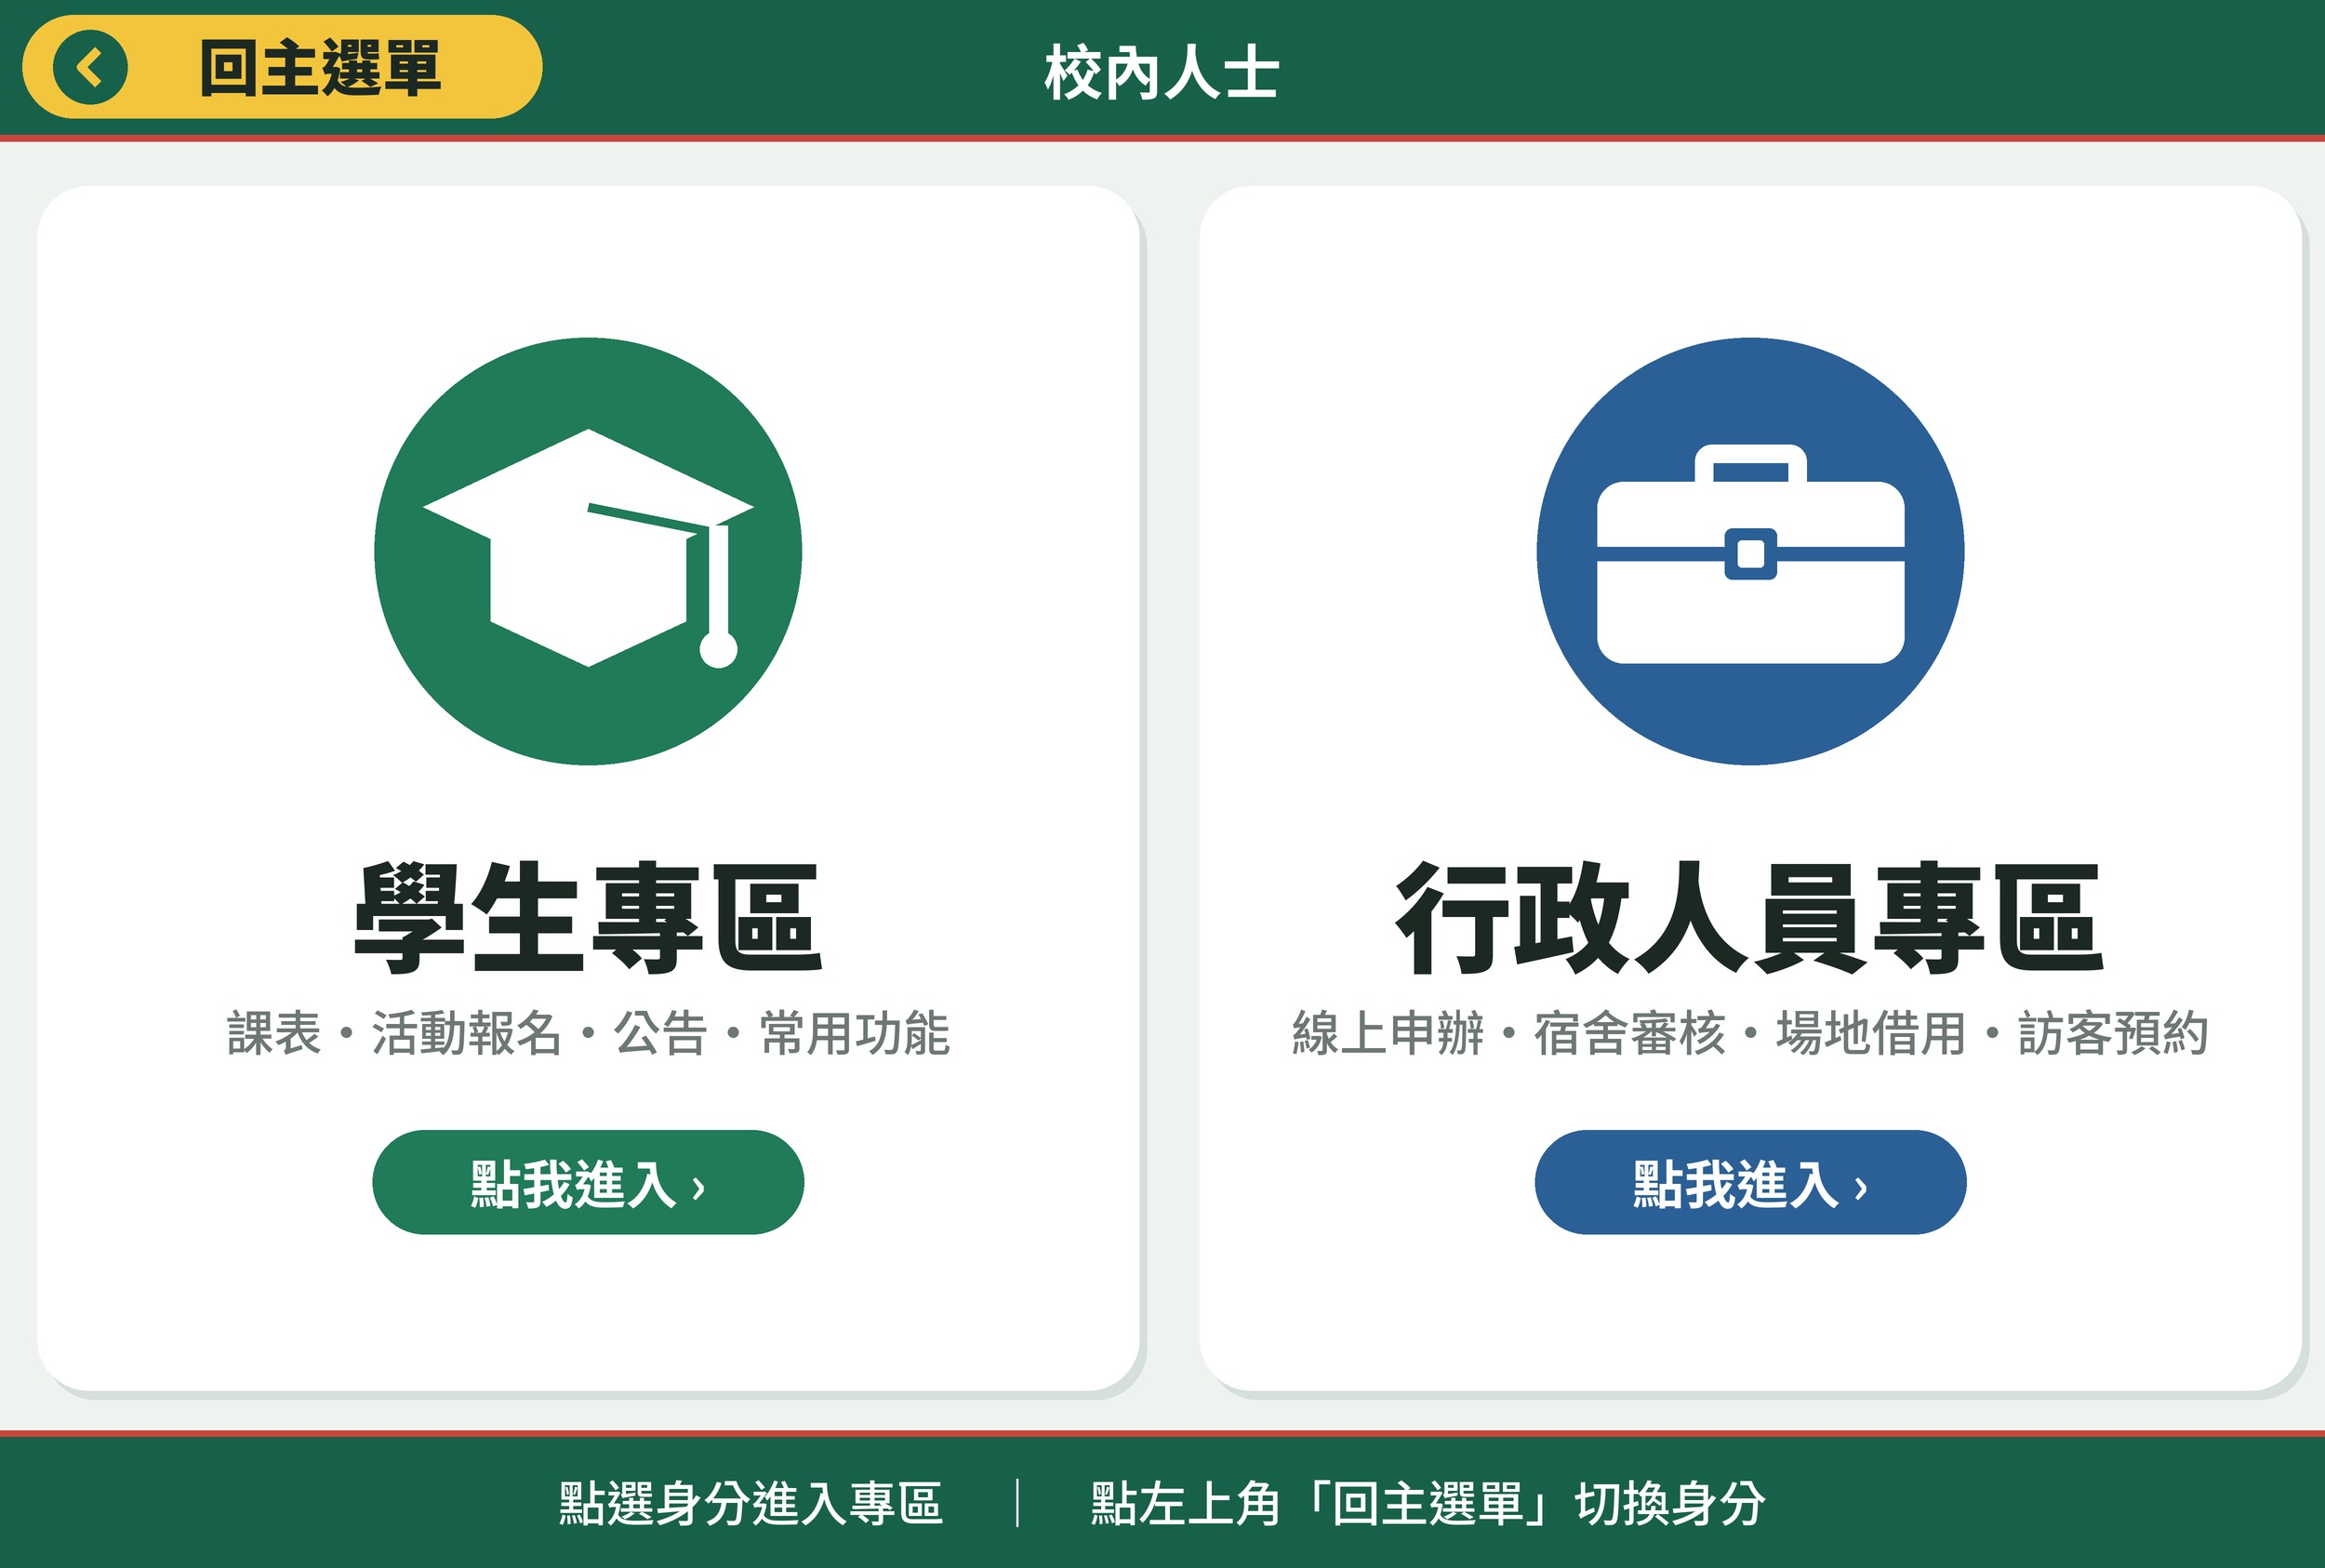 回主選單
校內人士
學生專區
課表・活動報名・公告・常用功能
點我進入 ›
行政人員專區
線上申辦・宿舍審核・場地借用・訪客預約
點我進入 ›
點選身分進入專區 ｜ 點左上角「回主選單」切換身分